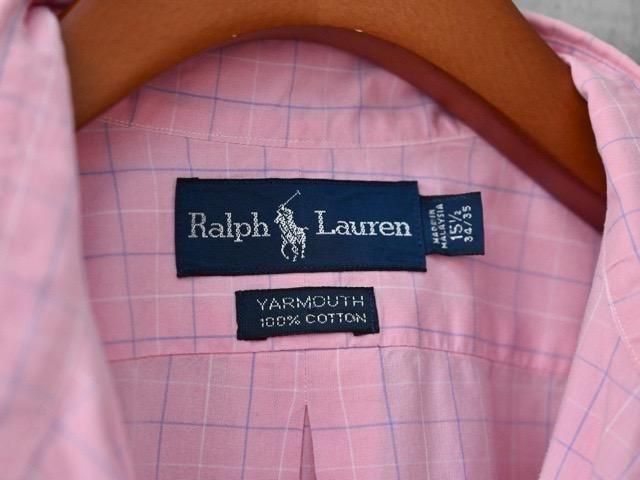 Ralph Lauren
MADE IN
MALAYSIA
15½
34/35
YARMOUTH
100% COTTON